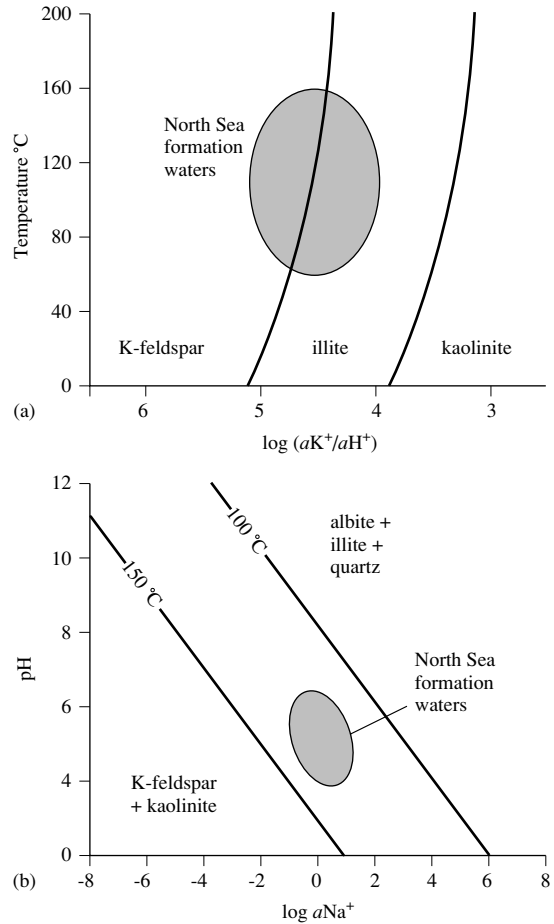 200
160
120
80
40
0
Temperature °C
North Sea
formation
waters
K-feldspar
illite
kaolinite
(a)
6
5
4
3
log (aK⁺/aH⁺)
12
10
8
6
4
2
0
pH
100 °C
150 °C
albite +
illite +
quartz
North Sea
formation
waters
K-feldspar
+ kaolinite
(b)
-8
-6
-4
-2
0
2
4
6
8
log aNa⁺